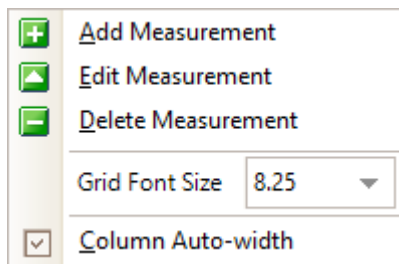 Add Measurement
Edit Measurement
Delete Measurement
Grid Font Size 8.25
Column Auto-width